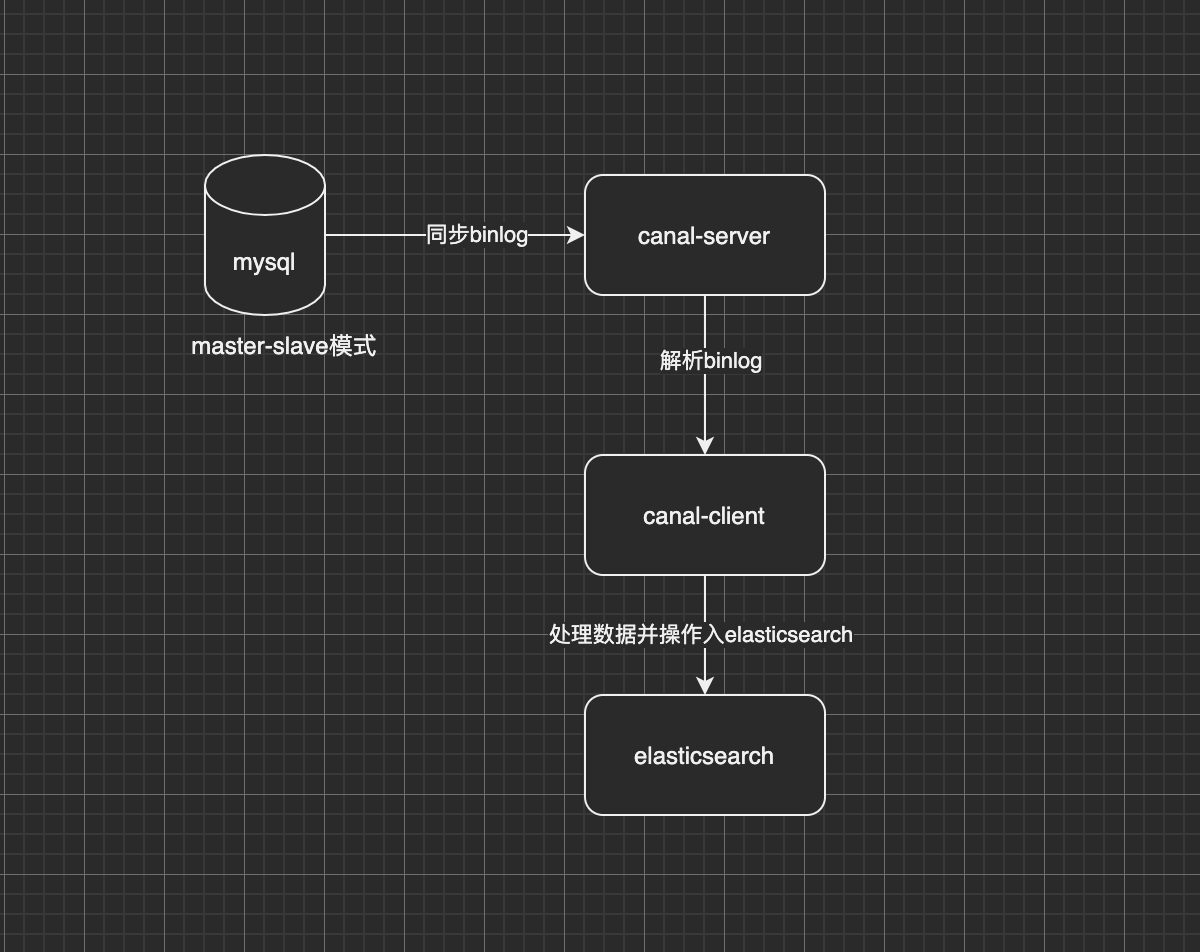 mysql
同步binlog
canal-server
master-slave模式
解析binlog
canal-client
处理数据并操作入elasticsearch
elasticsearch